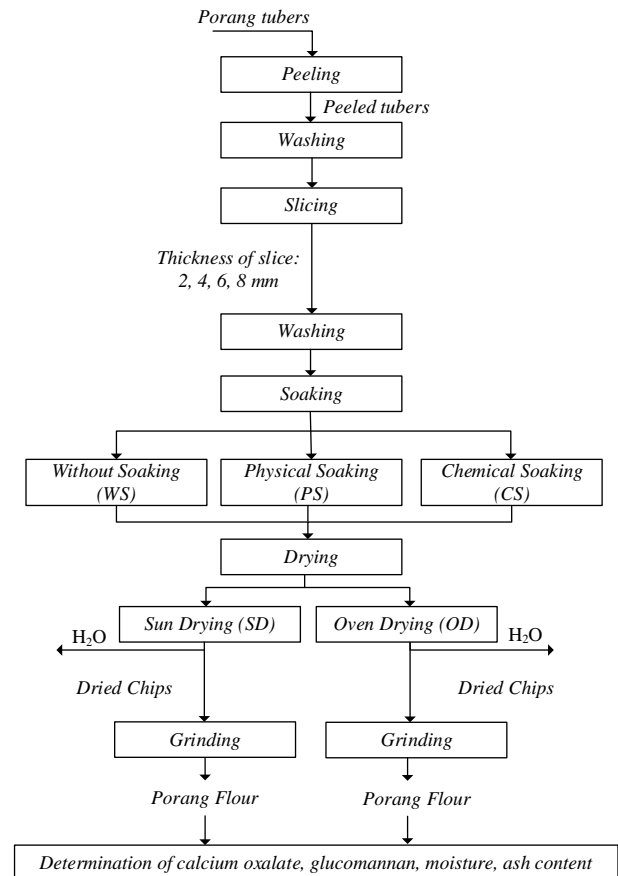 Porang tubers
Peeling
Peeled tubers
Washing
Slicing
Thickness of slice:
2, 4, 6, 8 mm
Washing
Soaking
Without Soaking
(WS)
Physical Soaking
(PS)
Chemical Soaking
(CS)
Drying
Sun Drying (SD)
Oven Drying (OD)
H₂O
H₂O
Dried Chips
Dried Chips
Grinding
Grinding
Porang Flour
Porang Flour
Determination of calcium oxalate, glucomannan, moisture, ash content